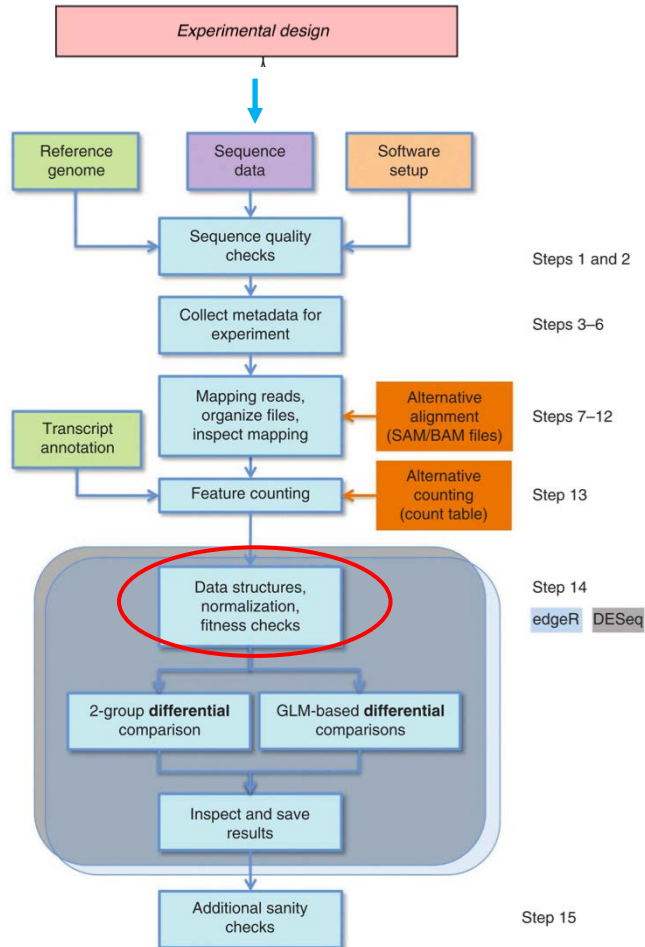 Experimental design
Reference
genome
Sequence
data
Software
setup
Sequence quality
checks
Steps 1 and 2
Collect metadata for
experiment
Steps 3–6
Mapping reads,
organize files,
inspect mapping
Alternative
alignment
(SAM/BAM files)
Steps 7–12
Transcript
annotation
Feature counting
Alternative
counting
(count table)
Step 13
Data structures,
normalization,
fitness checks
Step 14
edgeR
DESeq
2-group differential
comparison
GLM-based differential
comparisons
Inspect and save
results
Additional sanity
checks
Step 15